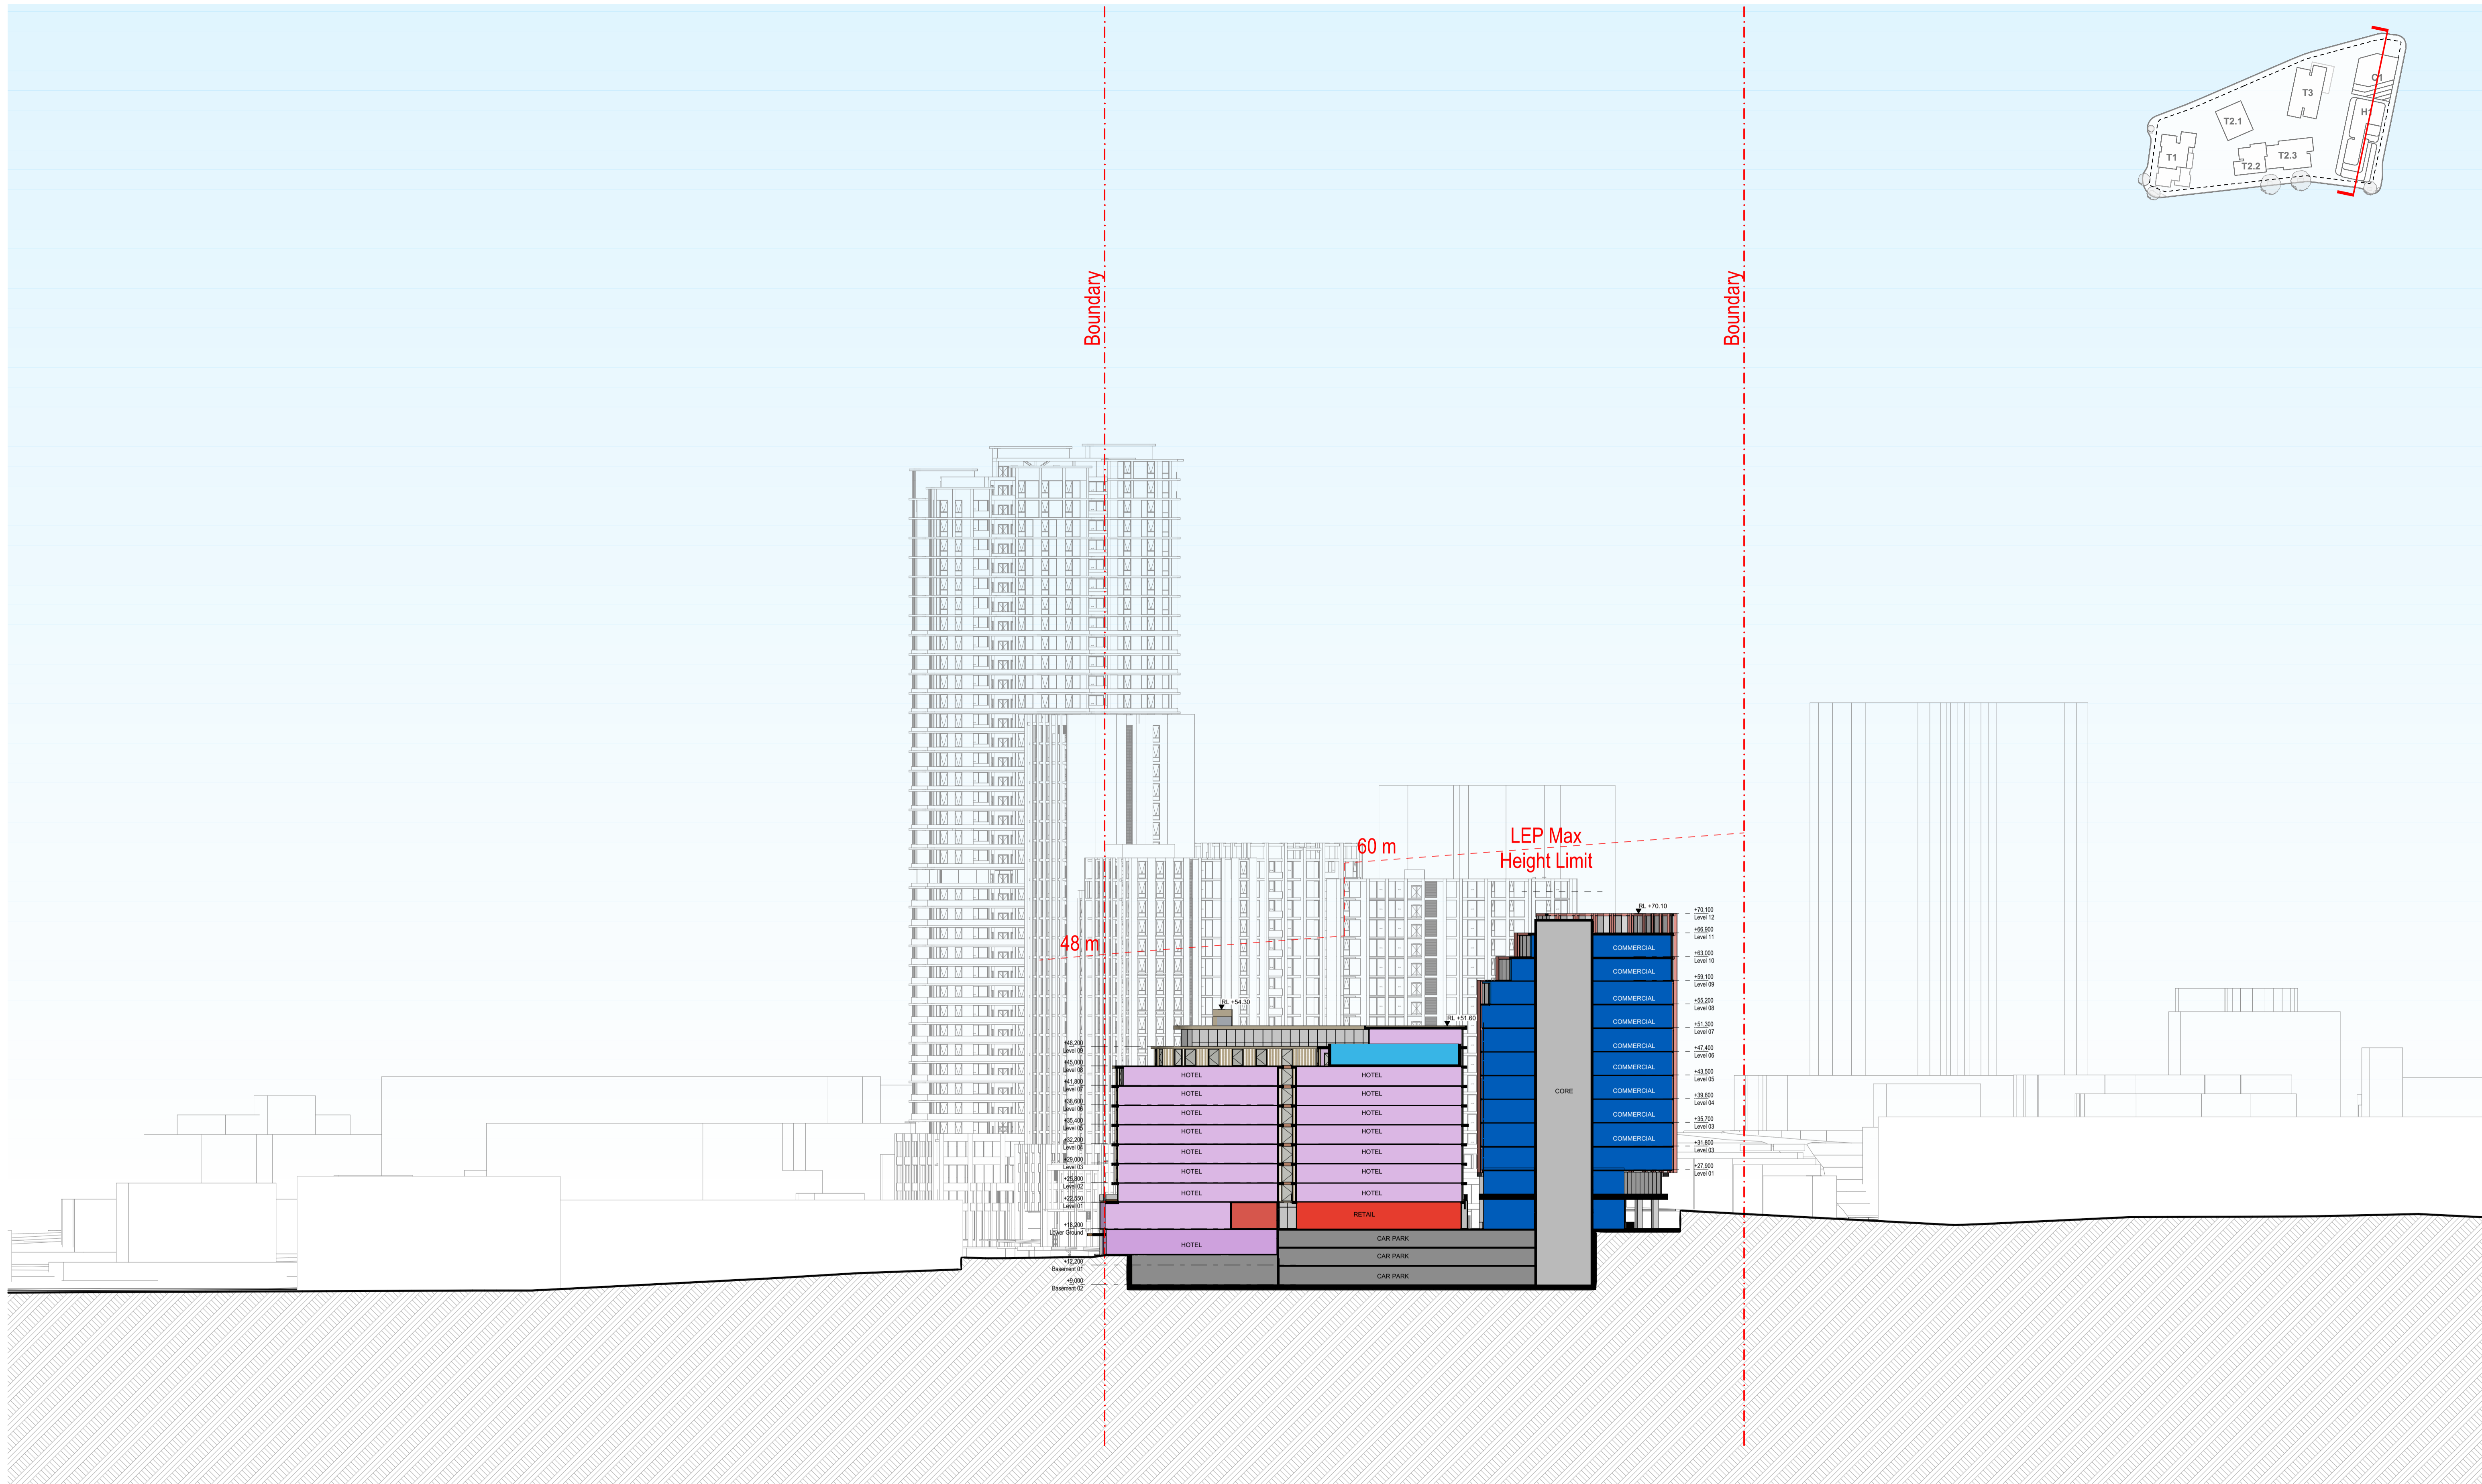 C1
T3
H1
T2.1
T1
T2.2
T2.3
Boundary
Boundary
LEP Max
Height Limit
60 m
48 m
RL +70.10
+70,100
Level 12
+66,900
Level 11
COMMERCIAL
+63,000
Level 10
COMMERCIAL
+59,100
Level 09
COMMERCIAL
+55,200
Level 08
COMMERCIAL
+51,300
Level 07
COMMERCIAL
+47,400
Level 06
COMMERCIAL
+43,500
Level 05
COMMERCIAL
+39,600
Level 04
COMMERCIAL
+35,700
Level 03
COMMERCIAL
+31,800
Level 03
+27,900
Level 01
CORE
RL +54.30
RL +51.60
+48,200
Level 09
+45,000
Level 08
HOTEL
HOTEL
+41,800
Level 07
HOTEL
HOTEL
+38,600
Level 06
HOTEL
HOTEL
+35,400
Level 05
HOTEL
HOTEL
+32,200
Level 04
HOTEL
HOTEL
+29,000
Level 03
HOTEL
HOTEL
+25,800
Level 02
HOTEL
HOTEL
+22,550
Level 01
RETAIL
+18,200
Lower Ground
HOTEL
CAR PARK
CAR PARK
+12,200
Basement 01
CAR PARK
+9,000
Basement 02